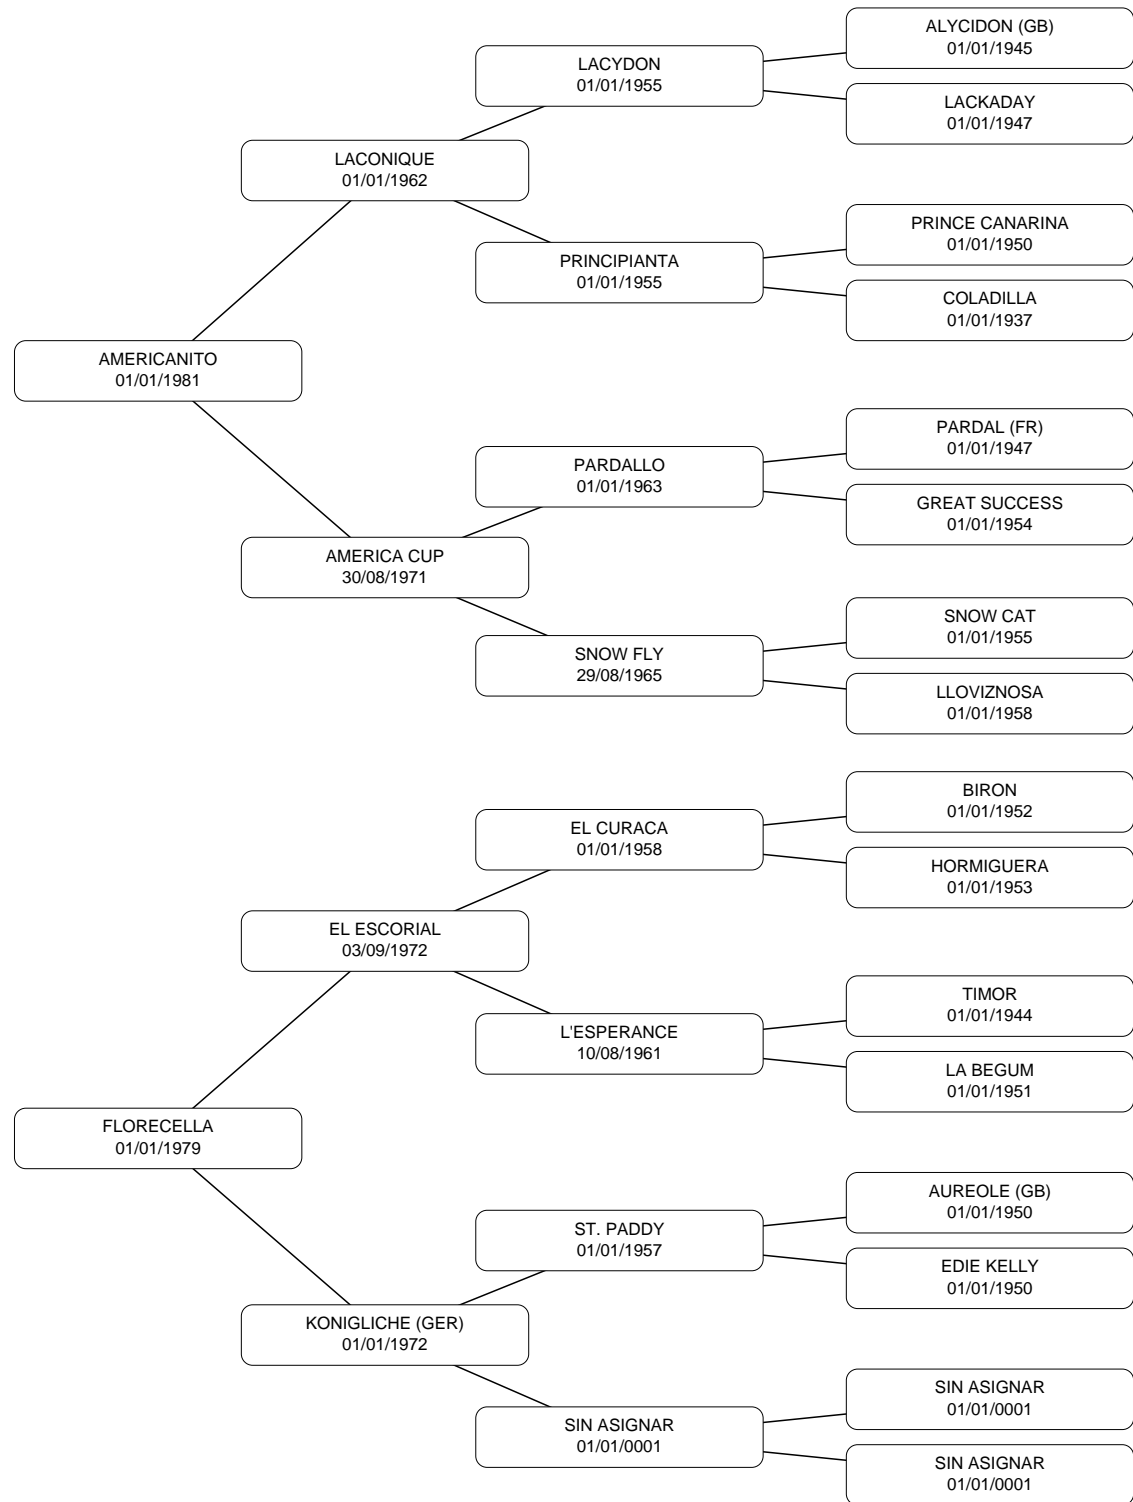 ALYCIDON (GB)
01/01/1945
LACYDON
01/01/1955
LACKADAY
01/01/1947
LACONIQUE
01/01/1962
PRINCE CANARINA
01/01/1950
PRINCIPIANTA
01/01/1955
COLADILLA
01/01/1937
AMERICANITO
01/01/1981
PARDAL (FR)
01/01/1947
PARDALLO
01/01/1963
GREAT SUCCESS
01/01/1954
AMERICA CUP
30/08/1971
SNOW CAT
01/01/1955
SNOW FLY
29/08/1965
LLOVIZNOSA
01/01/1958
BIRON
01/01/1952
EL CURACA
01/01/1958
HORMIGUERA
01/01/1953
EL ESCORIAL
03/09/1972
TIMOR
01/01/1944
L'ESPERANCE
10/08/1961
LA BEGUM
01/01/1951
FLORECELLA
01/01/1979
AUREOLE (GB)
01/01/1950
ST. PADDY
01/01/1957
EDIE KELLY
01/01/1950
KONIGLICHE (GER)
01/01/1972
SIN ASIGNAR
01/01/0001
SIN ASIGNAR
01/01/0001
SIN ASIGNAR
01/01/0001